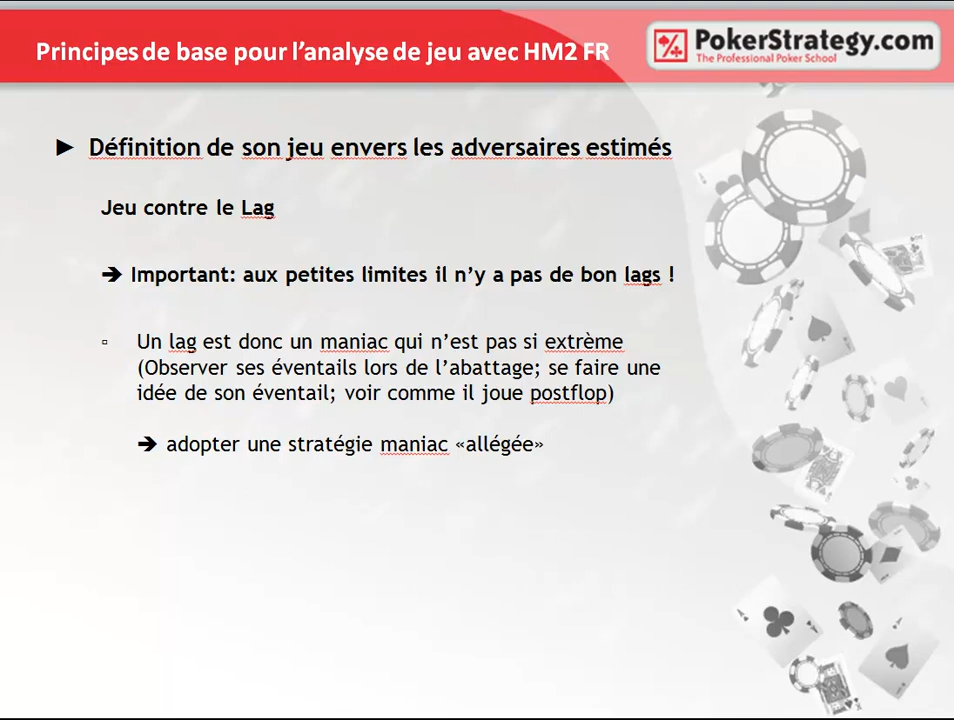 Principes de base pour l'analyse de jeu avec HM2 FR
PokerStrategy.com
The Professional Poker School
► Définition de son jeu envers les adversaires estimés
Jeu contre le Lag
➔ Important: aux petites limites il n'y a pas de bon lags !
▫ Un lag est donc un maniac qui n'est pas si extrème
(Observer ses éventails lors de l'abattage; se faire une
idée de son éventail; voir comme il joue postflop)
➔ adopter une stratégie maniac «allégée»